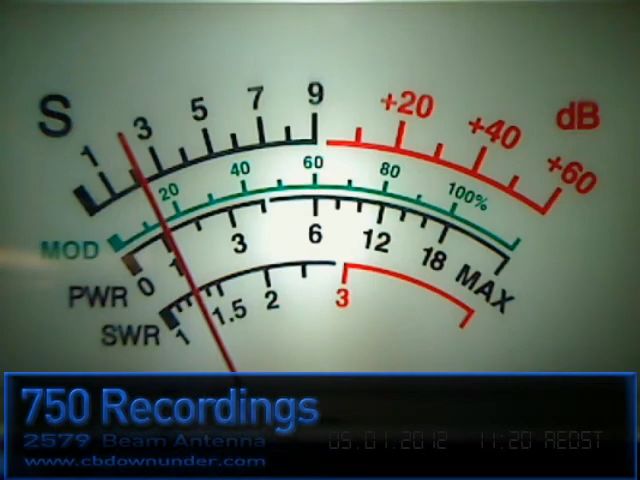 S 1 3 5 7 9 +20 +40 +60 dB
MOD 20 40 60 80 100%
PWR 0 1 3 6 12 18 MAX
SWR 1 1.5 2 3
750 Recordings
2579 Beam Antenna
www.cbdownunder.com
05.01.2012 11:20 AEDST